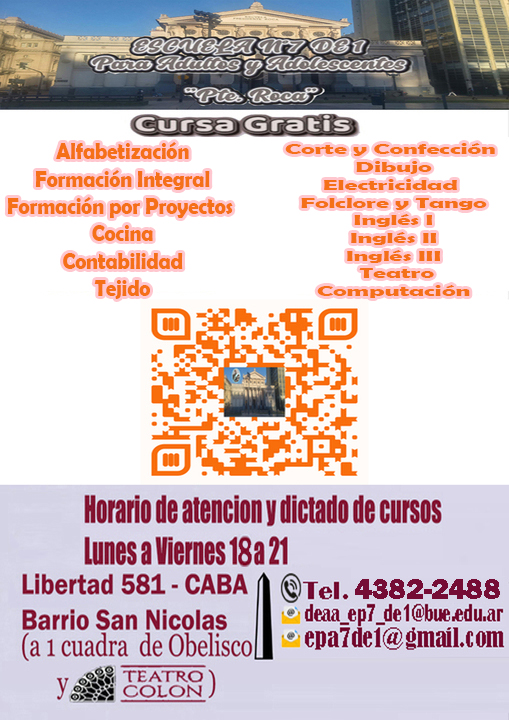 ESCUELA Nº7 DE 1
Para Adultos y Adolescentes
"Pte. Roca"
Cursa Gratis
Alfabetización
Formación Integral
Formación por Proyectos
Cocina
Contabilidad
Tejido
Corte y Confección
Dibujo
Electricidad
Folclore y Tango
Inglés I
Inglés II
Inglés III
Teatro
Computación
Horario de atencion y dictado de cursos
Lunes a Viernes 18 a 21
Libertad 581 - CABA
Barrio San Nicolas
(a 1 cuadra de Obelisco
y TEATRO COLON)
Tel. 4382-2488
deaa_ep7_de1@bue.edu.ar
epa7de1@gmail.com